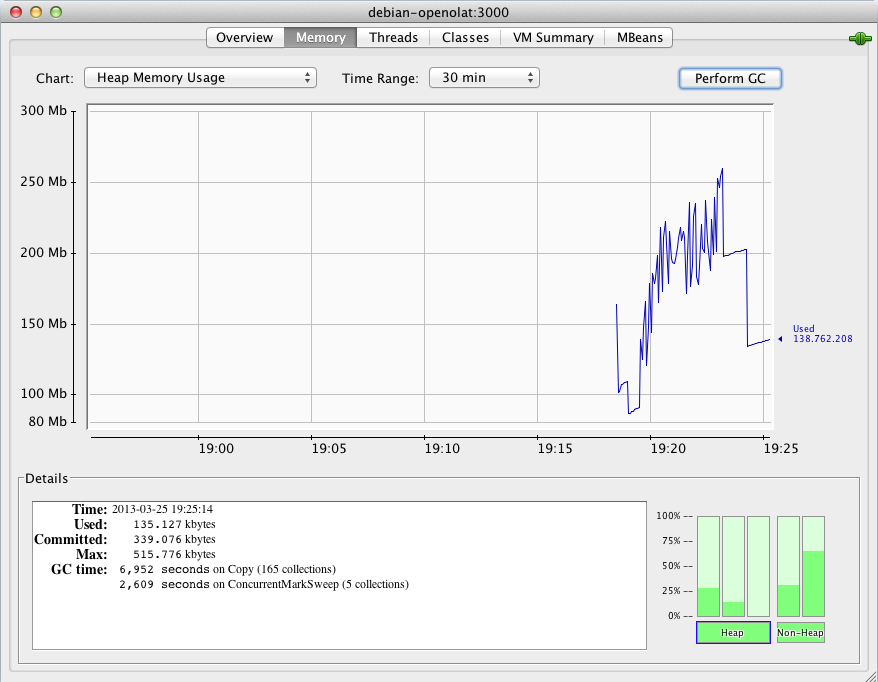 debian-openolat:3000
Overview Memory Threads Classes VM Summary MBeans
Chart: Heap Memory Usage Time Range: 30 min Perform GC
300 Mb
250 Mb
200 Mb
150 Mb
100 Mb
80 Mb
Used
138.762.208
19:00 19:05 19:10 19:15 19:20 19:25
Details
Time: 2013-03-25 19:25:14
Used: 135.127 kbytes
Committed: 339.076 kbytes
Max: 515.776 kbytes
GC time: 6,952 seconds on Copy (165 collections)
2,609 seconds on ConcurrentMarkSweep (5 collections)
100% --
75% --
50% --
25% --
0% --
Heap Non-Heap